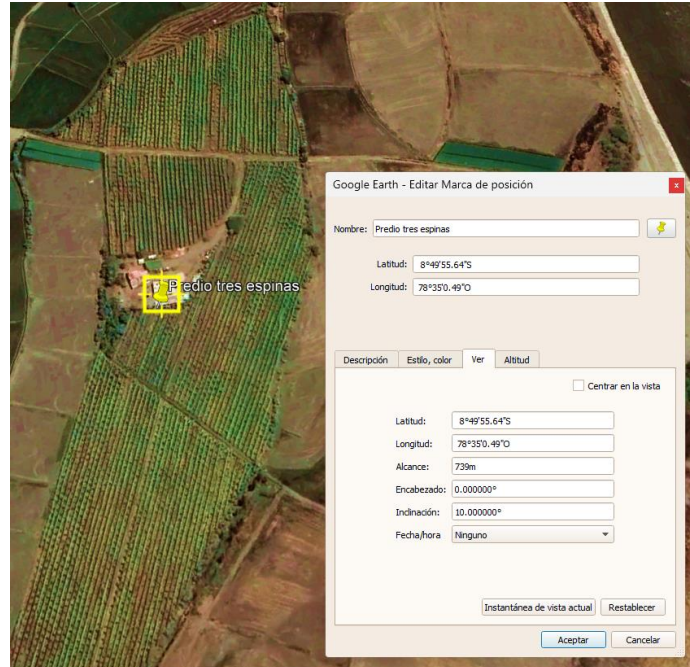 Google Earth - Editar Marca de posición
x
Nombre: Predio tres espinas
Latitud: 8°49'55.64"S
Longitud: 78°35'0.49"O
Predio tres espinas
Descripción Estilo, color Ver Altitud
Centrar en la vista
Latitud: 8°49'55.64"S
Longitud: 78°35'0.49"O
Alcance: 739m
Encabezado: 0.000000°
Inclinación: 10.000000°
Fecha/hora Ninguno
Instantánea de vista actual Restablecer
Aceptar Cancelar